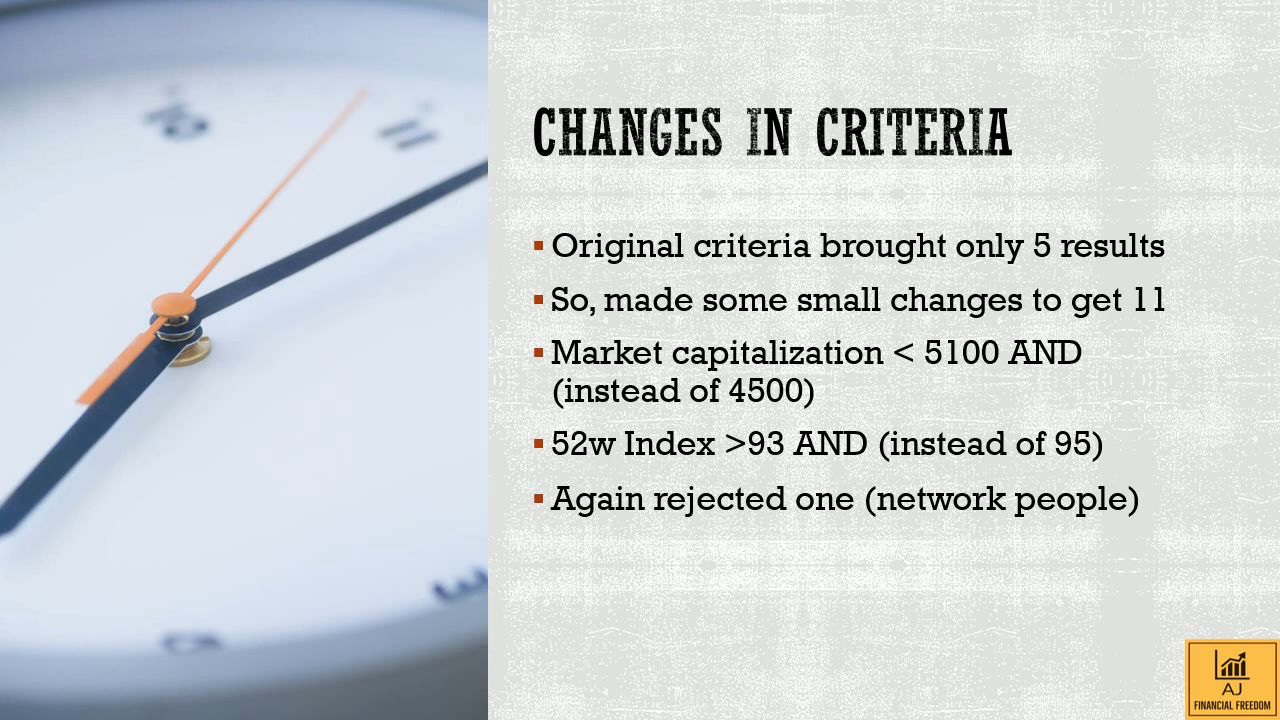 CHANGES IN CRITERIA
▪ Original criteria brought only 5 results
▪ So, made some small changes to get 11
▪ Market capitalization < 5100 AND
(instead of 4500)
▪ 52w Index >93 AND (instead of 95)
▪ Again rejected one (network people)
AJ
FINANCIAL FREEDOM